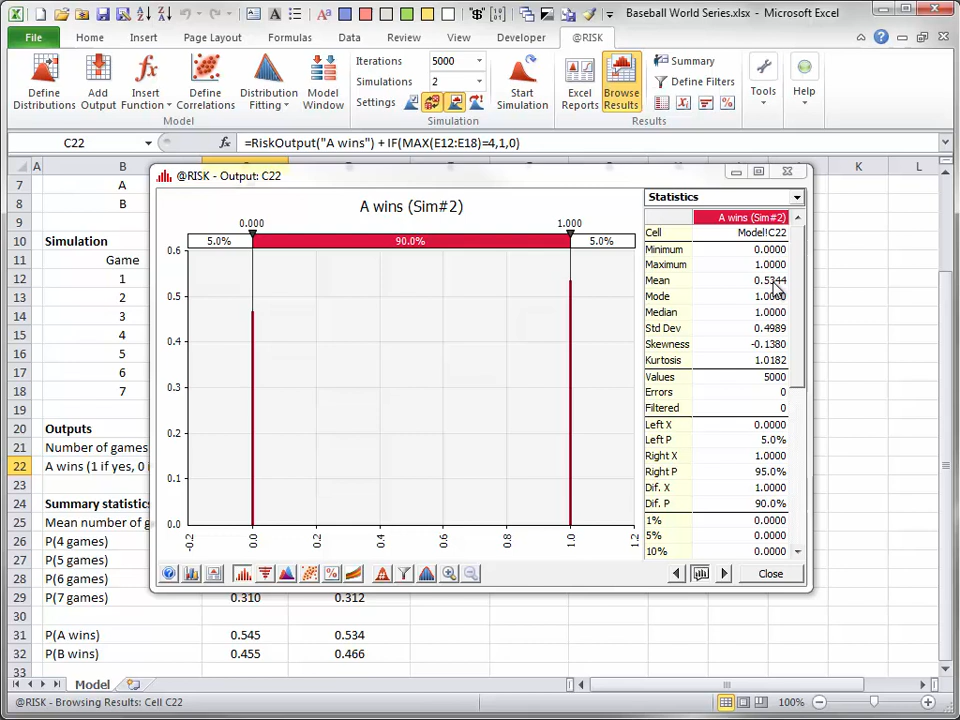 Baseball World Series.xlsx - Microsoft Excel
File Home Insert Page Layout Formulas Data Review View Developer @RISK
Iterations 5000
Simulations 2
Settings
Define Distributions
Add Output
Insert Function
Define Correlations
Distribution Fitting
Model Window
Start Simulation
Excel Reports
Browse Results
Summary
Define Filters
Tools
Help
Model Simulation Results
C22 fx =RiskOutput("A wins") + IF(MAX(E12:E18)=4,1,0)
A B K L
7 A
8 B
9
10 Simulation
11 Game
12 1
13 2
14 3
15 4
16 5
17 6
18 7
19
20 Outputs
21 Number of games
22 A wins (1 if yes, 0
23
24 Summary statistics
25 Mean number of
26 P(4 games)
27 P(5 games)
28 P(6 games)
29 P(7 games) 0.310 0.312
30
31 P(A wins) 0.545 0.534
32 P(B wins) 0.455 0.466
33
@RISK - Output: C22
A wins (Sim#2)
0.000 1.000
5.0% 90.0% 5.0%
0.6
0.5
0.4
0.3
0.2
0.1
0.0
-0.2 0.0 0.2 0.4 0.6 0.8 1.0 1.2
Statistics
A wins (Sim#2)
Cell Model!C22
Minimum 0.0000
Maximum 1.0000
Mean 0.5344
Mode 1.0000
Median 1.0000
Std Dev 0.4989
Skewness -0.1380
Kurtosis 1.0182
Values 5000
Errors 0
Filtered 0
Left X 0.0000
Left P 5.0%
Right X 1.0000
Right P 95.0%
Dif. X 1.0000
Dif. P 90.0%
1% 0.0000
5% 0.0000
10% 0.0000
Close
Model
@RISK - Browsing Results: Cell C22 100%